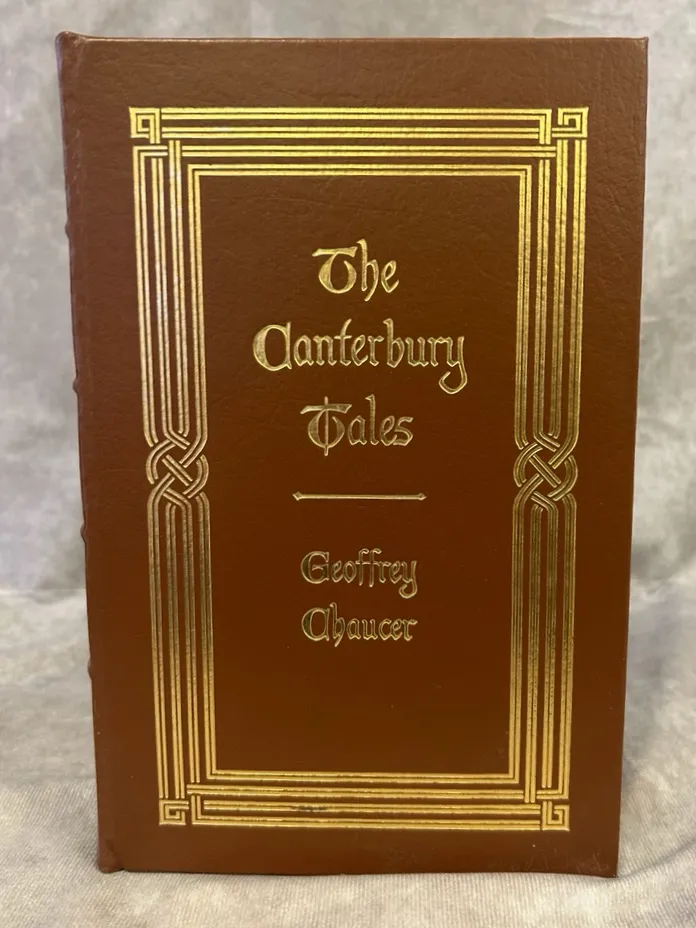 The
Canterbury
Tales
Geoffrey
Chaucer